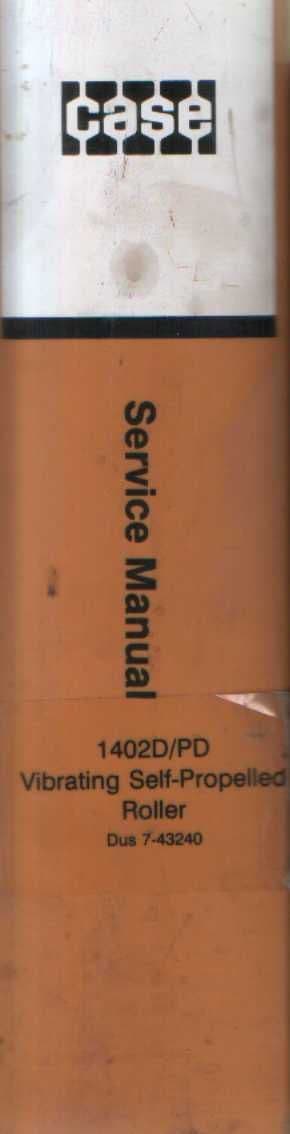 case
Service Manual
1402D/PD
Vibrating Self-Propelled
Roller
Dus 7-43240